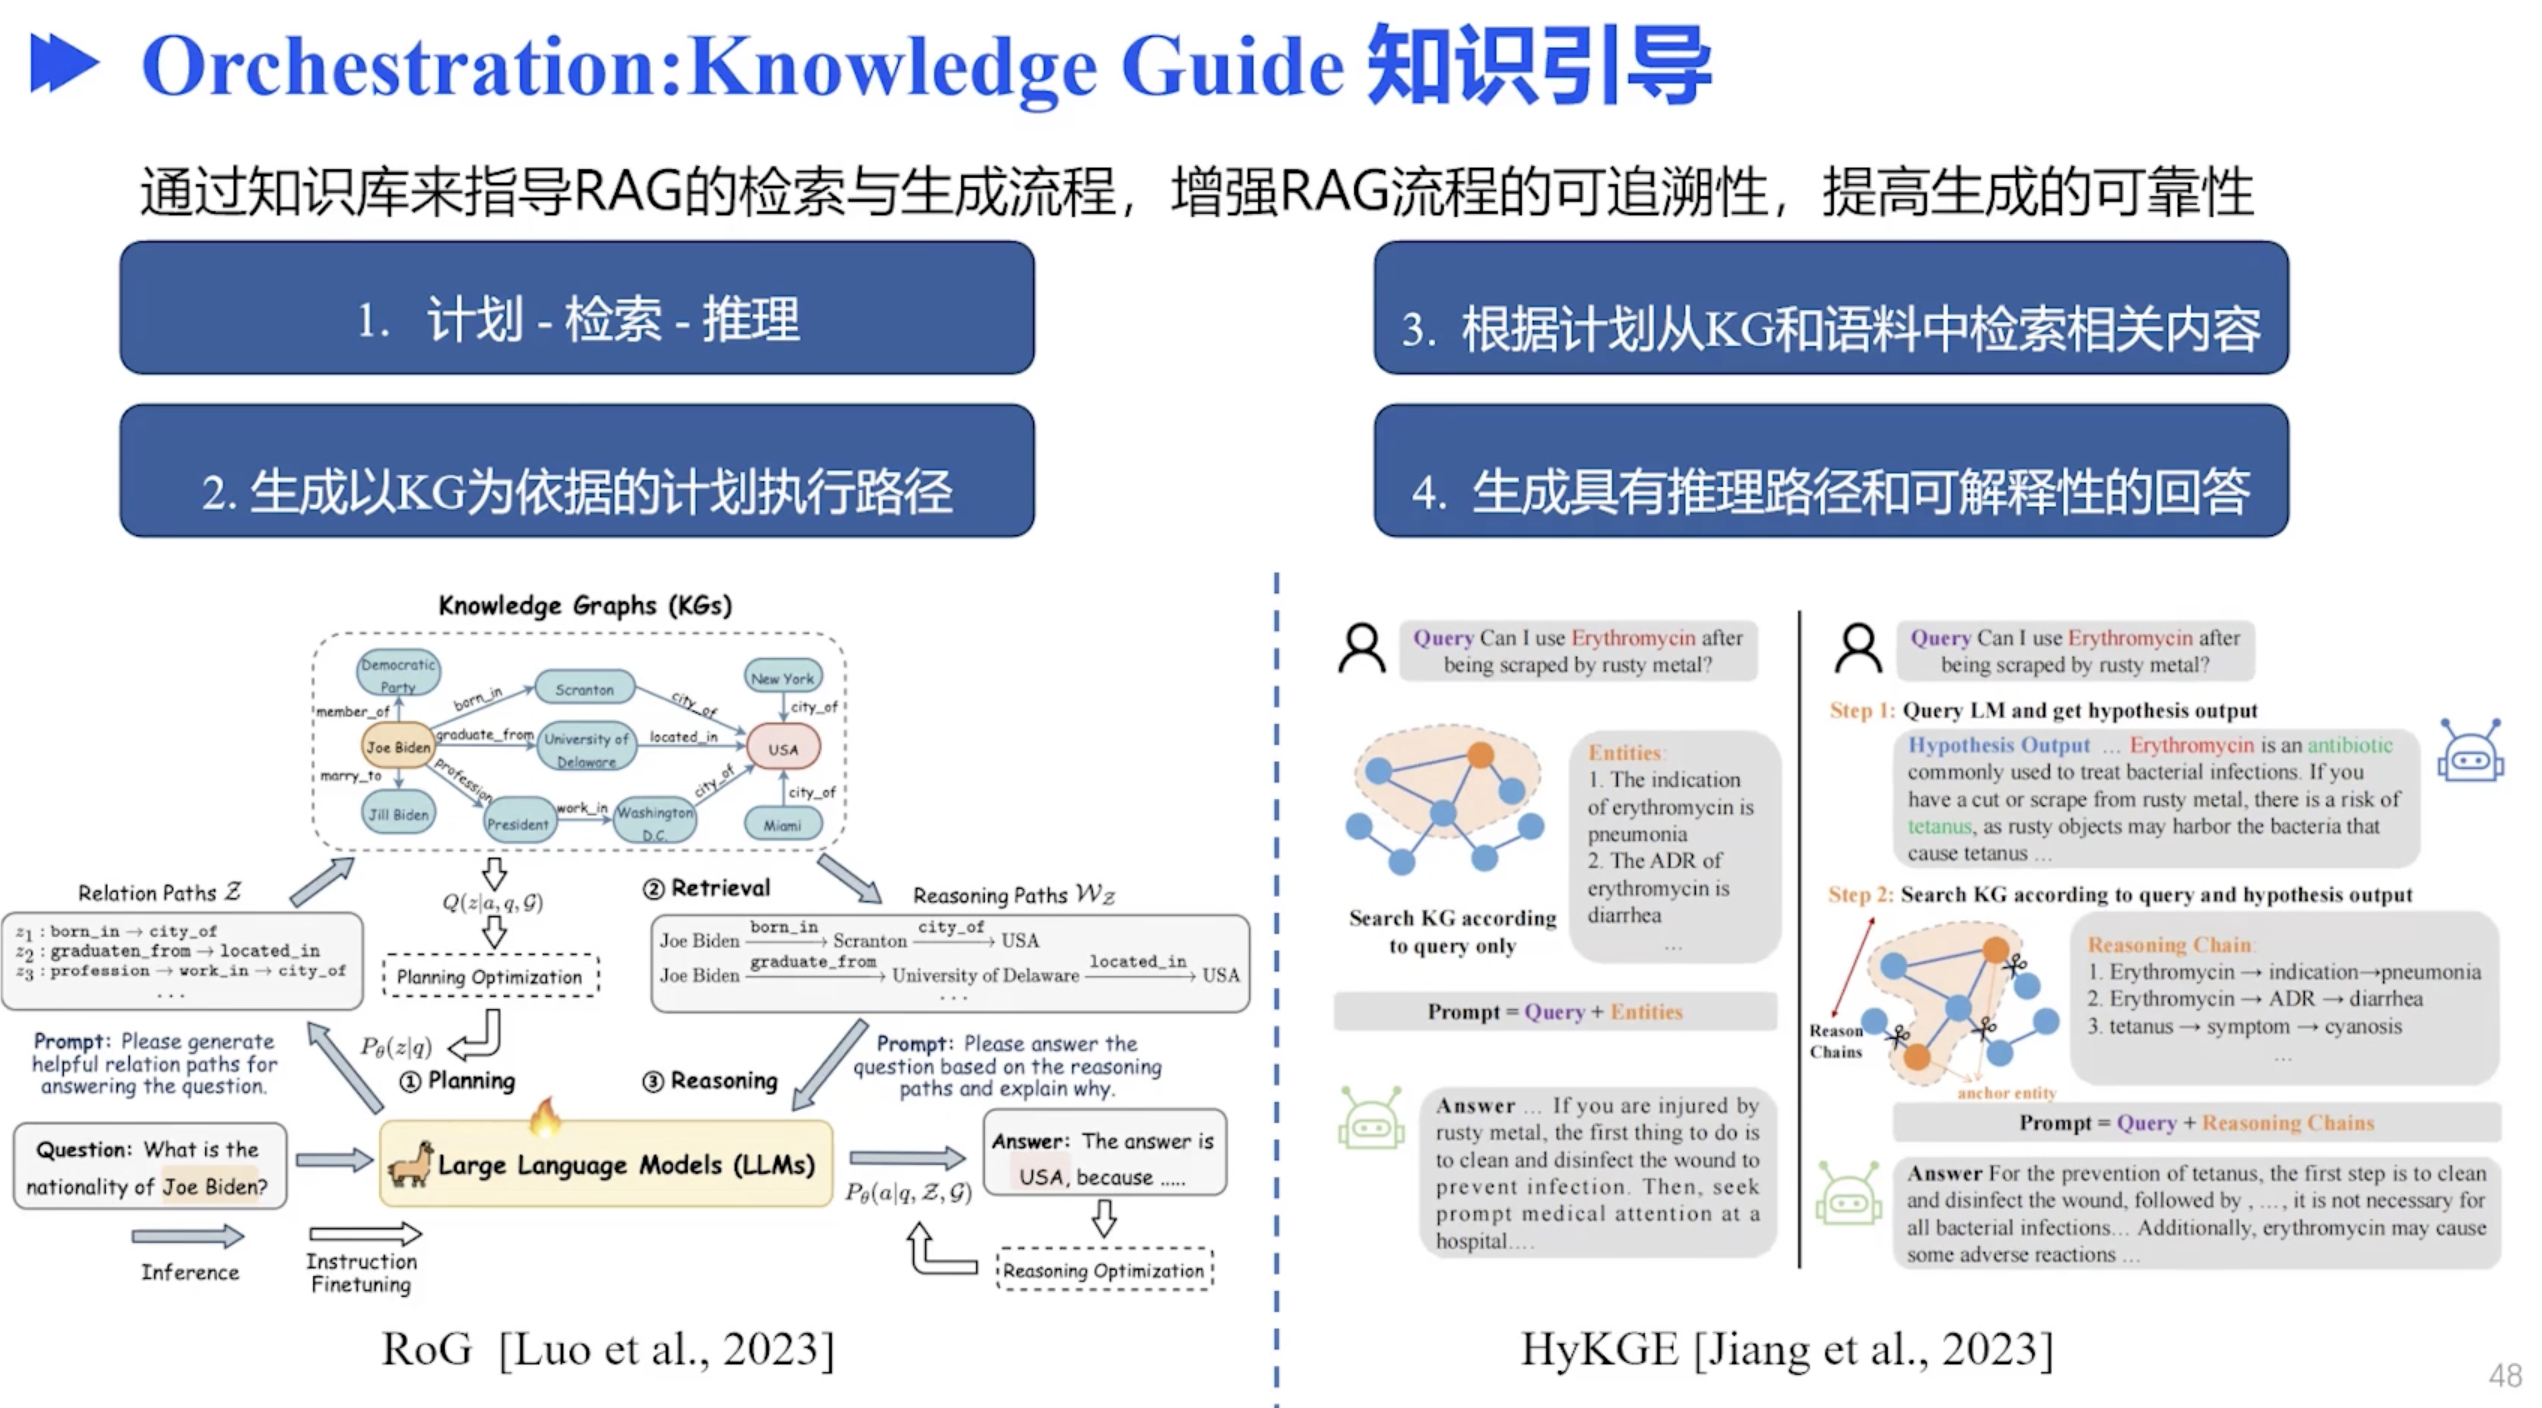 Orchestration:Knowledge Guide 知识引导
通过知识库来指导RAG的检索与生成流程，增强RAG流程的可追溯性，提高生成的可靠性
1. 计划 - 检索 - 推理
2. 生成以KG为依据的计划执行路径
3. 根据计划从KG和语料中检索相关内容
4. 生成具有推理路径和可解释性的回答
Knowledge Graphs (KGs)
Democratic
Party
member_of
Joe Biden
marry_to
Jill Biden
born_in
Scranton
city_of
graduate_from
University of
Delaware
located_in
profession
President
work_in
Washington
D.C.
city_of
New York
city_of
USA
city_of
Miami
Relation Paths Z
z1 : born_in → city_of
z2 : graduaten_from → located_in
z3 : profession → work_in → city_of
...
Q(z|a, q, G)
Planning Optimization
Pθ(z|q)
① Planning
Prompt: Please generate
helpful relation paths for
answering the question.
② Retrieval
Reasoning Paths Wz
Joe Biden born_in → Scranton city_of → USA
Joe Biden graduate_from → University of Delaware located_in → USA
...
③ Reasoning
Prompt: Please answer the
question based on the reasoning
paths and explain why.
Question: What is the
nationality of Joe Biden?
Large Language Models (LLMs)
Pθ(a|q, Z, G)
Answer: The answer is
USA, because .....
Reasoning Optimization
Inference
Instruction
Finetuning
RoG [Luo et al., 2023]
Query Can I use Erythromycin after
being scraped by rusty metal?
Entities:
1. The indication
of erythromycin is
pneumonia
2. The ADR of
erythromycin is
diarrhea
...
Search KG according
to query only
Prompt = Query + Entities
Answer ... If you are injured by
rusty metal, the first thing to do is
to clean and disinfect the wound to
prevent infection. Then, seek
prompt medical attention at a
hospital....
Query Can I use Erythromycin after
being scraped by rusty metal?
Step 1: Query LM and get hypothesis output
Hypothesis Output ... Erythromycin is an antibiotic
commonly used to treat bacterial infections. If you
have a cut or scrape from rusty metal, there is a risk of
tetanus, as rusty objects may harbor the bacteria that
cause tetanus ...
Step 2: Search KG according to query and hypothesis output
Reason
Chains
anchor entity
Reasoning Chain:
1. Erythromycin → indication→pneumonia
2. Erythromycin → ADR → diarrhea
3. tetanus → symptom → cyanosis
...
Prompt = Query + Reasoning Chains
Answer For the prevention of tetanus, the first step is to clean
and disinfect the wound, followed by , ..., it is not necessary for
all bacterial infections... Additionally, erythromycin may cause
some adverse reactions ...
HyKGE [Jiang et al., 2023]
48